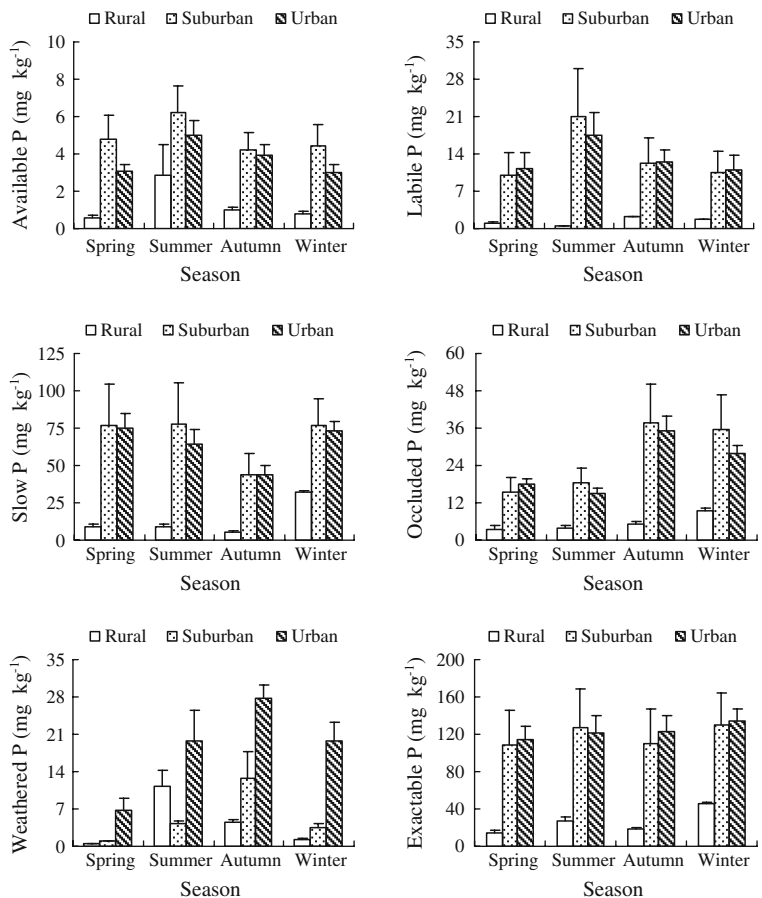 Rural Suburban Urban
Available P (mg kg-1)
10
8
6
4
2
0
Spring Summer Autumn Winter
Season
Rural Suburban Urban
Labile P (mg kg-1)
35
28
21
14
7
0
Spring Summer Autumn Winter
Season
Rural Suburban Urban
Slow P (mg kg-1)
125
100
75
50
25
0
Spring Summer Autumn Winter
Season
Rural Suburban Urban
Occluded P (mg kg-1)
60
48
36
24
12
0
Spring Summer Autumn Winter
Season
Rural Suburban Urban
Weathered P (mg kg-1)
35
28
21
14
7
0
Spring Summer Autumn Winter
Season
Rural Suburban Urban
Exactable P (mg kg-1)
200
160
120
80
40
0
Spring Summer Autumn Winter
Season